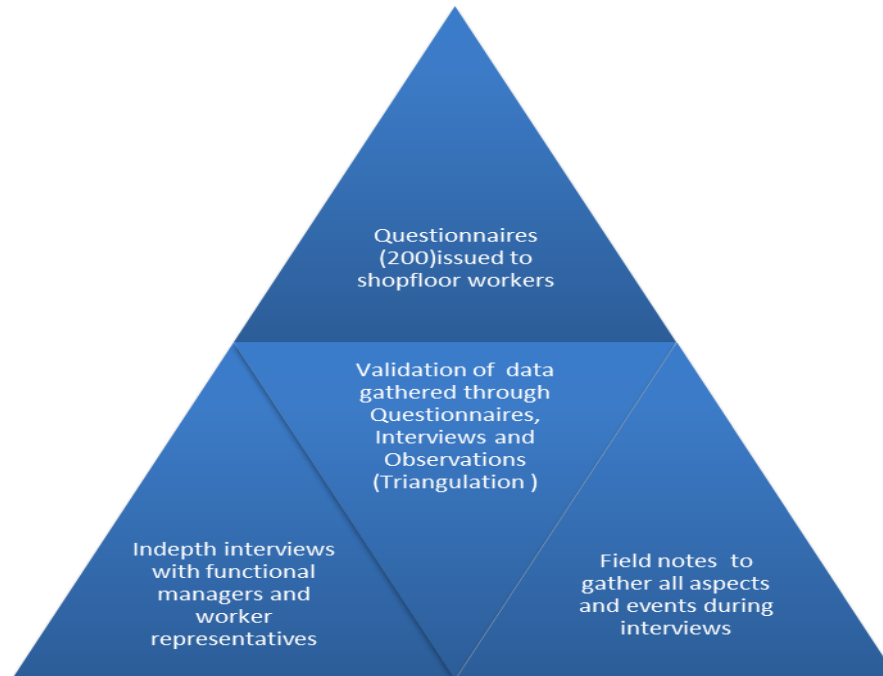 Questionnaires
(200)issued to
shopfloor workers
Validation of data
gathered through
Questionnaires,
Interviews and
Observations
(Triangulation )
Indepth interviews
with functional
managers and
worker
representatives
Field notes to
gather all aspects
and events during
interviews